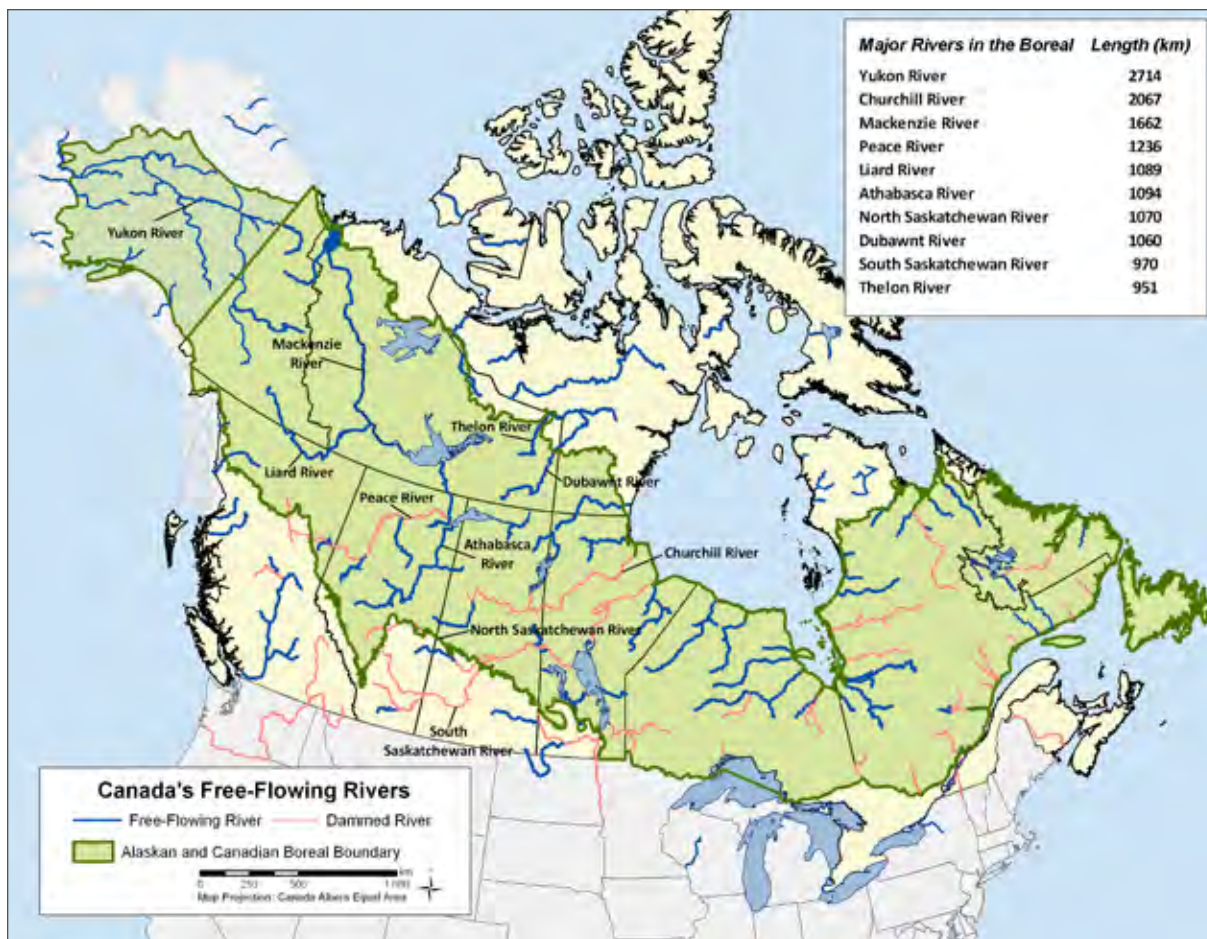 Major Rivers in the Boreal Length (km)
Yukon River 2714
Churchill River 2067
Mackenzie River 1662
Peace River 1236
Liard River 1089
Athabasca River 1094
North Saskatchewan River 1070
Dubawnt River 1060
South Saskatchewan River 970
Thelon River 951
Yukon River
Mackenzie
River
Thelon River
Liard River
Dubawnt River
Peace River
Athabasca
River
Churchill River
North Saskatchewan River
South
Saskatchewan River
Canada's Free-Flowing Rivers
Free-Flowing River Dammed River
Alaskan and Canadian Boreal Boundary
km
0 250 500 1 000
Map Projection: Canada Albers Equal Area